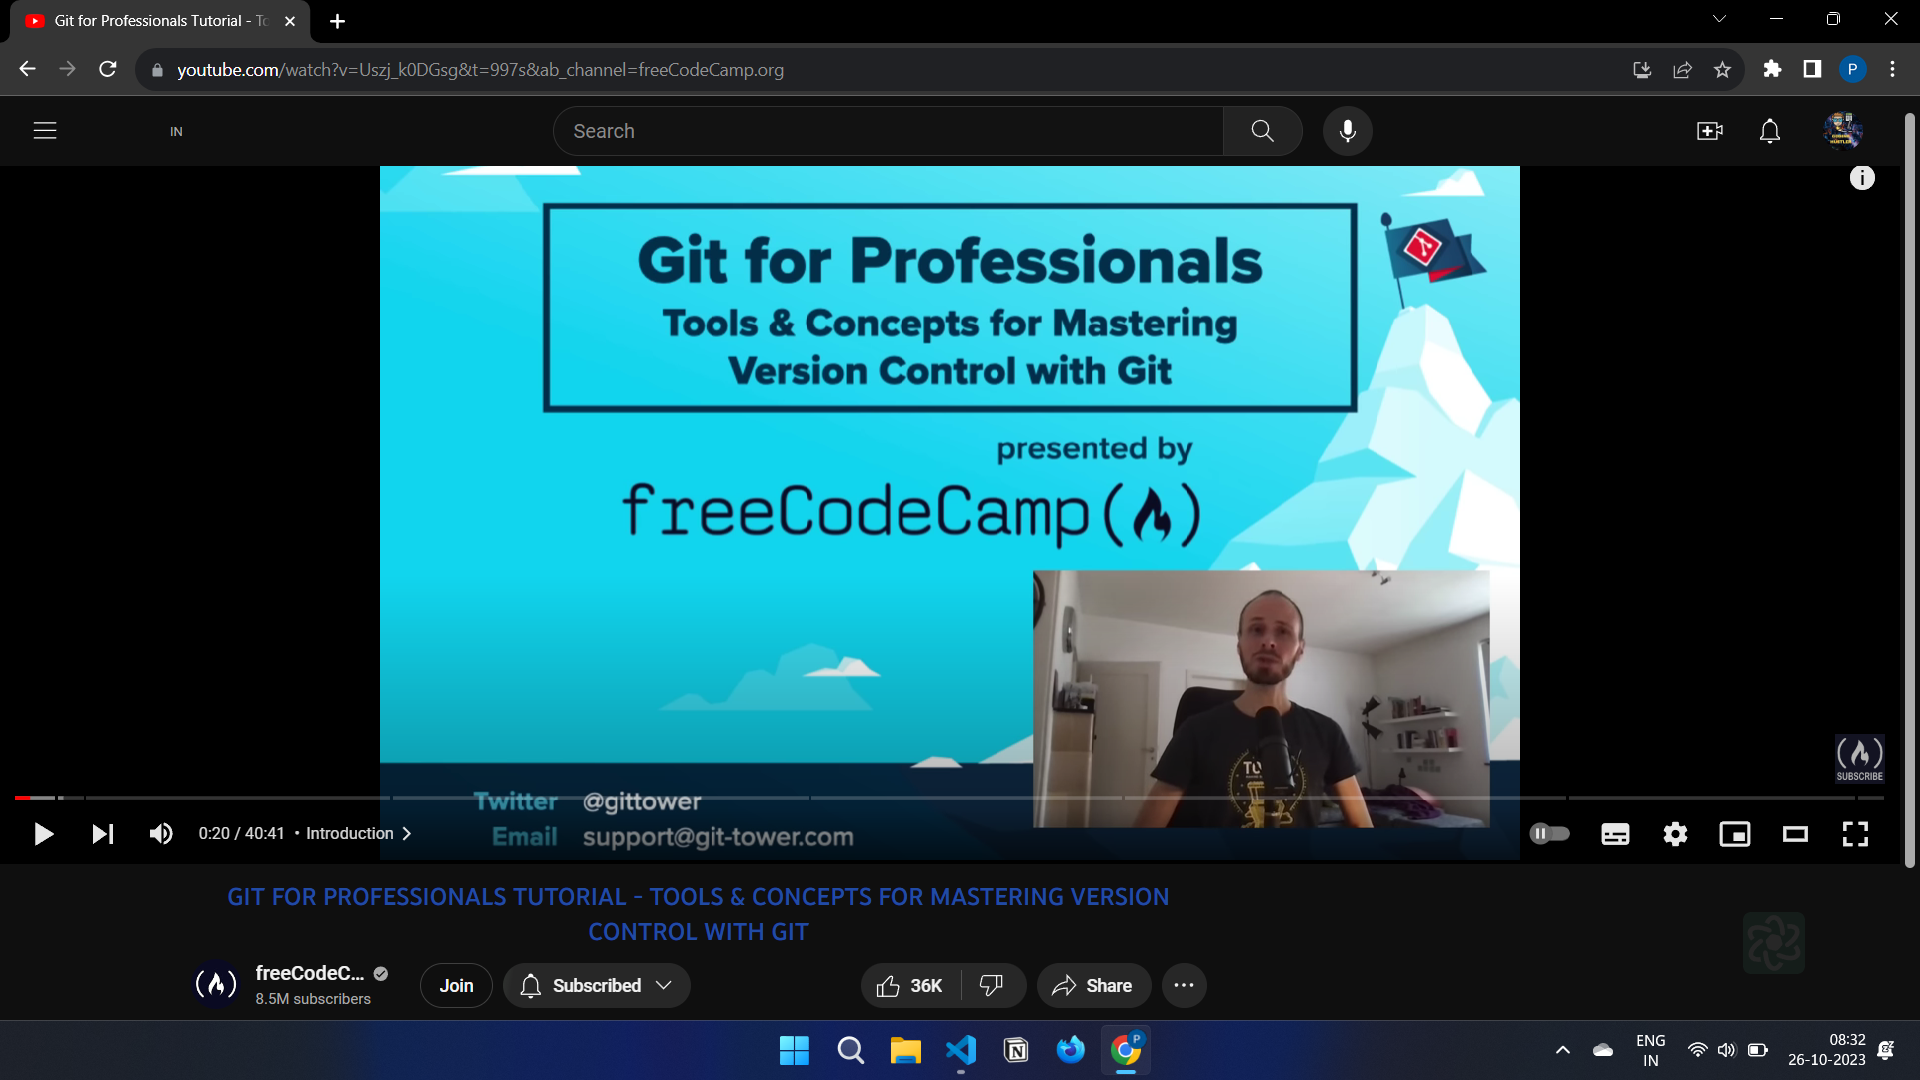 Git for Professionals Tutorial - To
youtube.com/watch?v=Uszj_k0DGsg&t=997s&ab_channel=freeCodeCamp.org
P
IN
Search
Git for Professionals
Tools & Concepts for Mastering
Version Control with Git
presented by
freeCodeCamp
SUBSCRIBE
Twitter @gittower
0:20 / 40:41 • Introduction
Email support@git-tower.com
GIT FOR PROFESSIONALS TUTORIAL - TOOLS & CONCEPTS FOR MASTERING VERSION
CONTROL WITH GIT
freeCodeC...
8.5M subscribers
Join
Subscribed
36K
Share
ENG
IN
08:32
26-10-2023